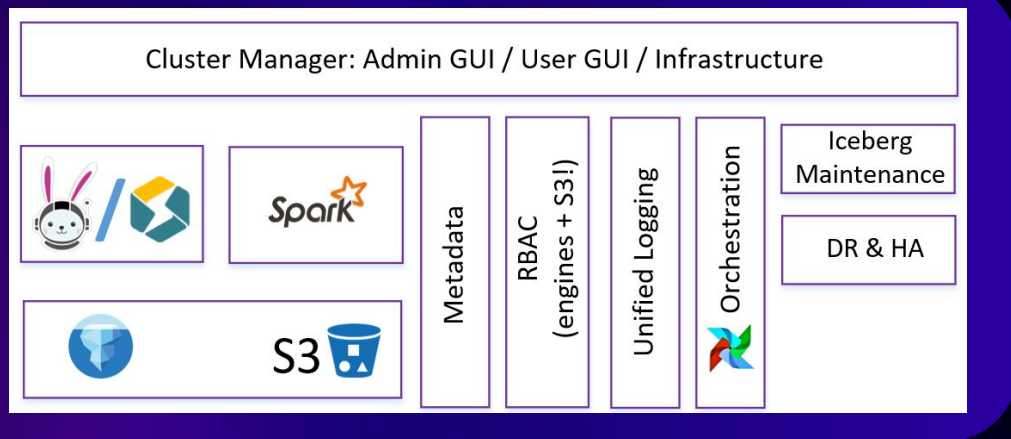 Cluster Manager: Admin GUI / User GUI / Infrastructure
Spark
S3
Metadata
RBAC
(engines + S3!)
Unified Logging
Orchestration
Iceberg
Maintenance
DR & HA